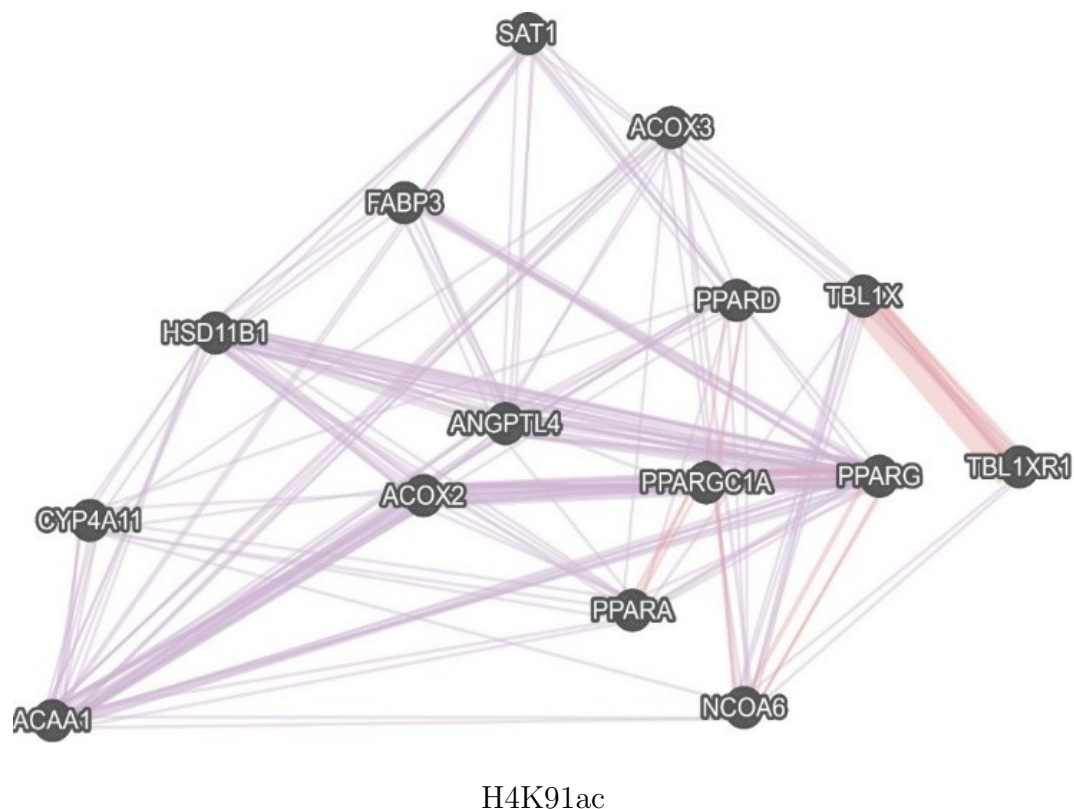 SAT1
ACOX3
FABP3
PPARD
TBL1X
HSD11B1
ANGPTL4
TBL1XR1
PPARG
PPARGC1A
ACOX2
CYP4A11
PPARA
NCOA6
ACAA1
H4K91ac